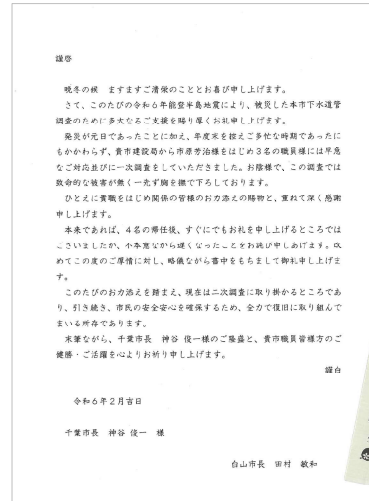 謹啓
晩冬の候　ますますご清栄のこととお喜び申し上げます。
さて、このたびの令和６年能登半島地震により、被災した本市下水道管
調査のために多大なるご支援を賜り厚くお礼申し上げます。
発災が元日であったことに加え、年度末を控えご多忙な時期であったに
もかかわらず、貴市建設局から市原芳治様をはじめ３名の職員様には早急
なご対応並びに一次調査をしていただきました。お陰様で、この調査では
致命的な被害が無く一先ず胸を撫で下ろしております。
ひとえに貴職をはじめ関係の皆様のお力添えの賜物と、重ねて深く感謝
申し上げます。
本来であれば、４名の帰任後、すぐにでもお礼を申し上げるところでは
ございましたが、不本意ながら遅くなったことをお詫び申しあげます。改
めてこの度のご厚情に対し、略儀ながら書中をもちまして御礼申し上げま
す。
このたびのお力添えを踏まえ、現在は二次調査に取り掛かるところであ
り、引き続き、市民の安全安心を確保するため、全力で復旧に取り組んで
まいる所存であります。
末筆ながら、千葉市長　神谷　俊一様のご隆盛と、貴市職員皆様方のご
健勝・ご活躍を心よりお祈り申し上げます。
謹白
令和６年２月吉日
千葉市長　神谷　俊一　様
白山市長　田村　敏和